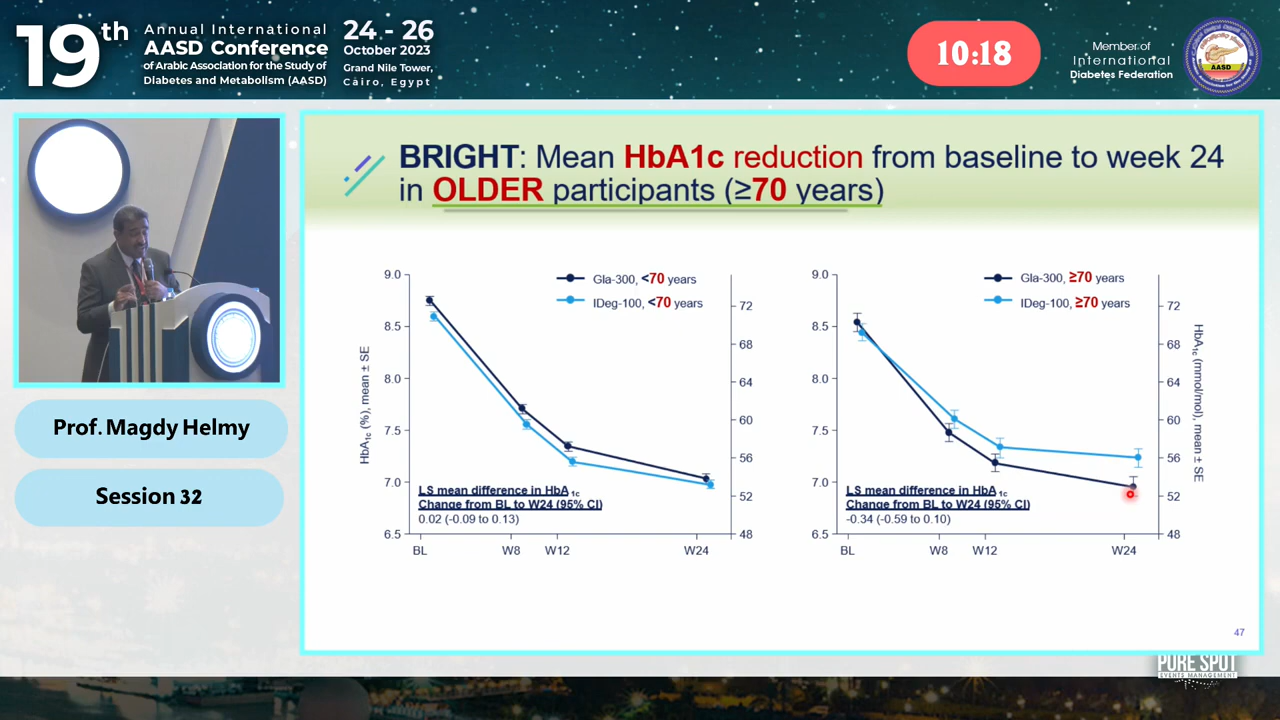 19th
Annual International
AASD Conference
of Arabic Association for the Study of
Diabetes and Metabolism (AASD)
24 - 26
October 2023
Grand Nile Tower,
Cairo, Egypt
10:18
Member of
International
Diabetes Federation
AASD
BRIGHT: Mean HbA1c reduction from baseline to week 24
in OLDER participants (≥70 years)
Gla-300, <70 years
IDeg-100, <70 years
HbA1c (%), mean ± SE
9.0
8.5
8.0
7.5
7.0
6.5
72
68
64
60
56
52
48
LS mean difference in HbA1c
Change from BL to W24 (95% CI)
0.02 (-0.09 to 0.13)
BL
W8
W12
W24
Gla-300, ≥70 years
IDeg-100, ≥70 years
9.0
8.5
8.0
7.5
7.0
6.5
72
68
64
60
56
52
48
HbA1c (mmol/mol), mean ± SE
LS mean difference in HbA1c
Change from BL to W24 (95% CI)
-0.34 (-0.59 to 0.10)
BL
W8
W12
W24
47
Prof. Magdy Helmy
Session 32
PURE SPOT
EVENTS MANAGEMENT